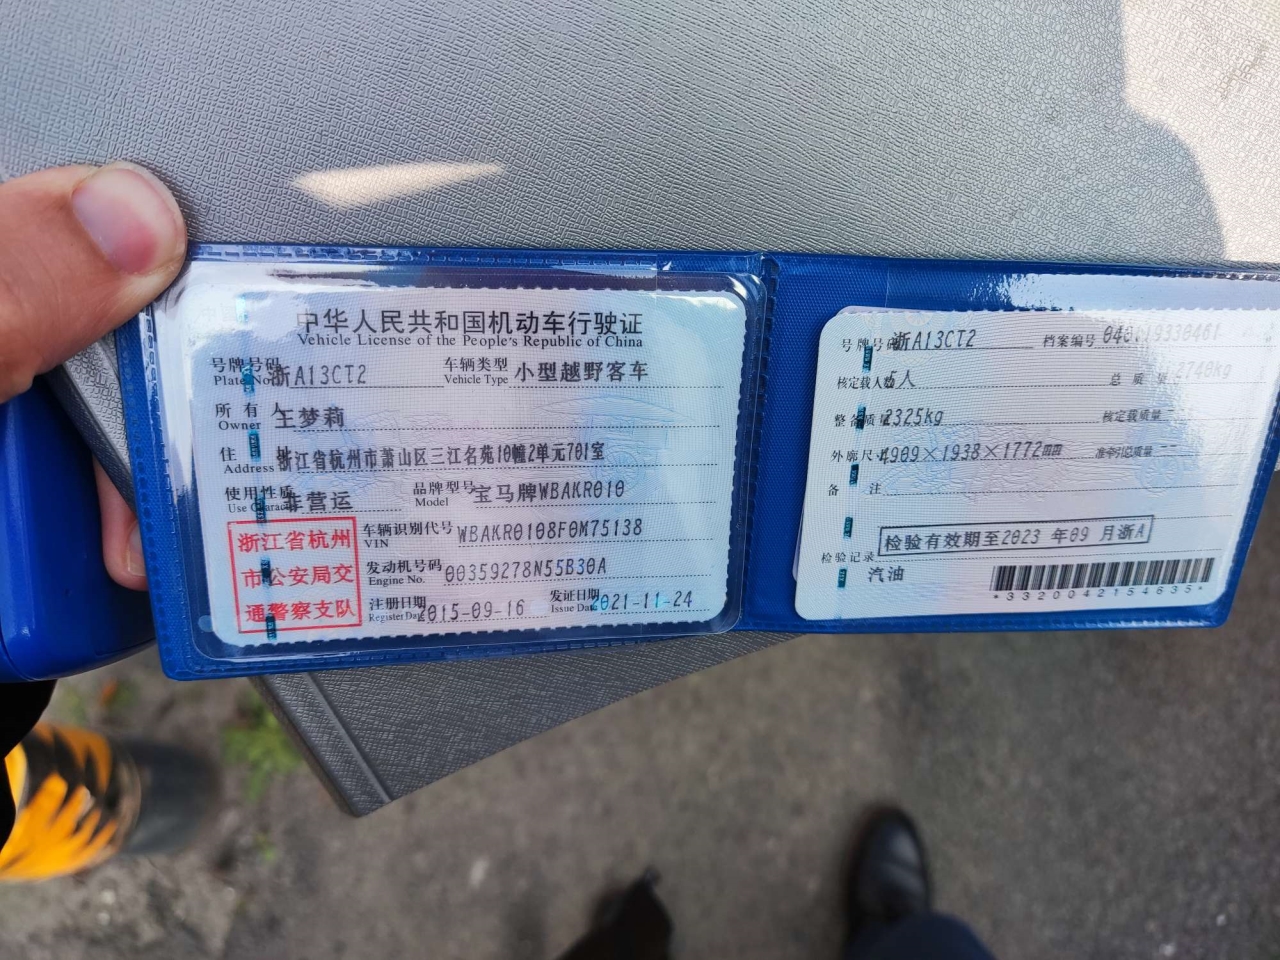 中华人民共和国机动车行驶证
Vehicle License of the People's Republic of China
号牌号码 浙A13CT2 车辆类型 小型越野客车
Plate No. Vehicle Type
所有人 王梦莉
Owner
住址 浙江省杭州市萧山区三江名苑10幢2单元701室
Address
使用性质 非营运 品牌型号 宝马牌WBAKR010
Use Character Model
浙江省杭州
市公安局交
通警察支队
车辆识别代号 WBAKR0108F0M75138
VIN
发动机号码 00359278N55B30A
Engine No.
注册日期 2015-09-16 发证日期 2021-11-24
Register Date Issue Date
号牌号码 浙A13CT2 档案编号
核定载人数 5人 总质量 2740kg
整备质量 2325kg 核定载质量 --
外廓尺寸 4909×1938×1772mm 准牵引总质量 --
备注
检验记录 检验有效期至2023年09月浙A
汽油
*3320042154635*